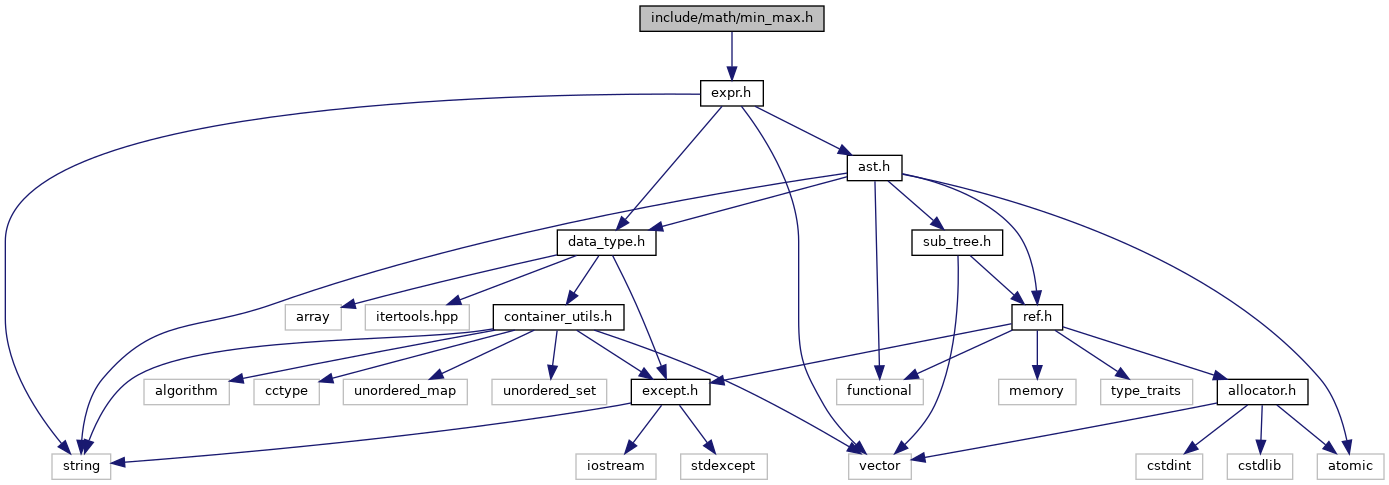 include/math/min_max.h
expr.h
ast.h
data_type.h
sub_tree.h
array
itertools.hpp
container_utils.h
ref.h
algorithm
cctype
unordered_map
unordered_set
except.h
functional
memory
type_traits
allocator.h
string
iostream
stdexcept
vector
cstdint
cstdlib
atomic